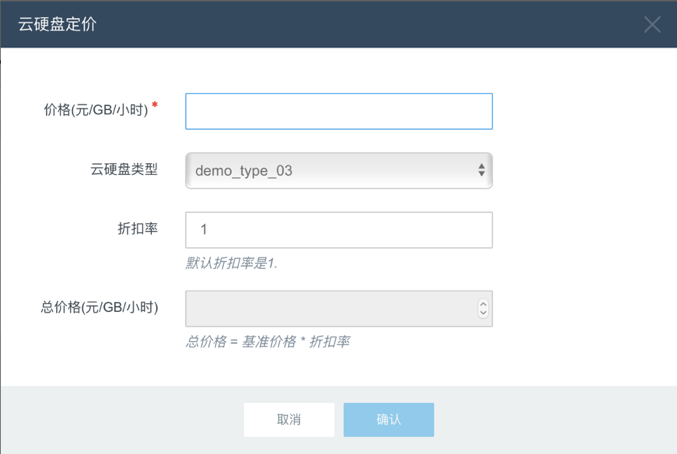 云硬盘定价
价格(元/GB/小时) *
云硬盘类型
demo_type_03
折扣率
1
默认折扣率是1.
总价格(元/GB/小时)
总价格 = 基准价格 * 折扣率
取消
确认